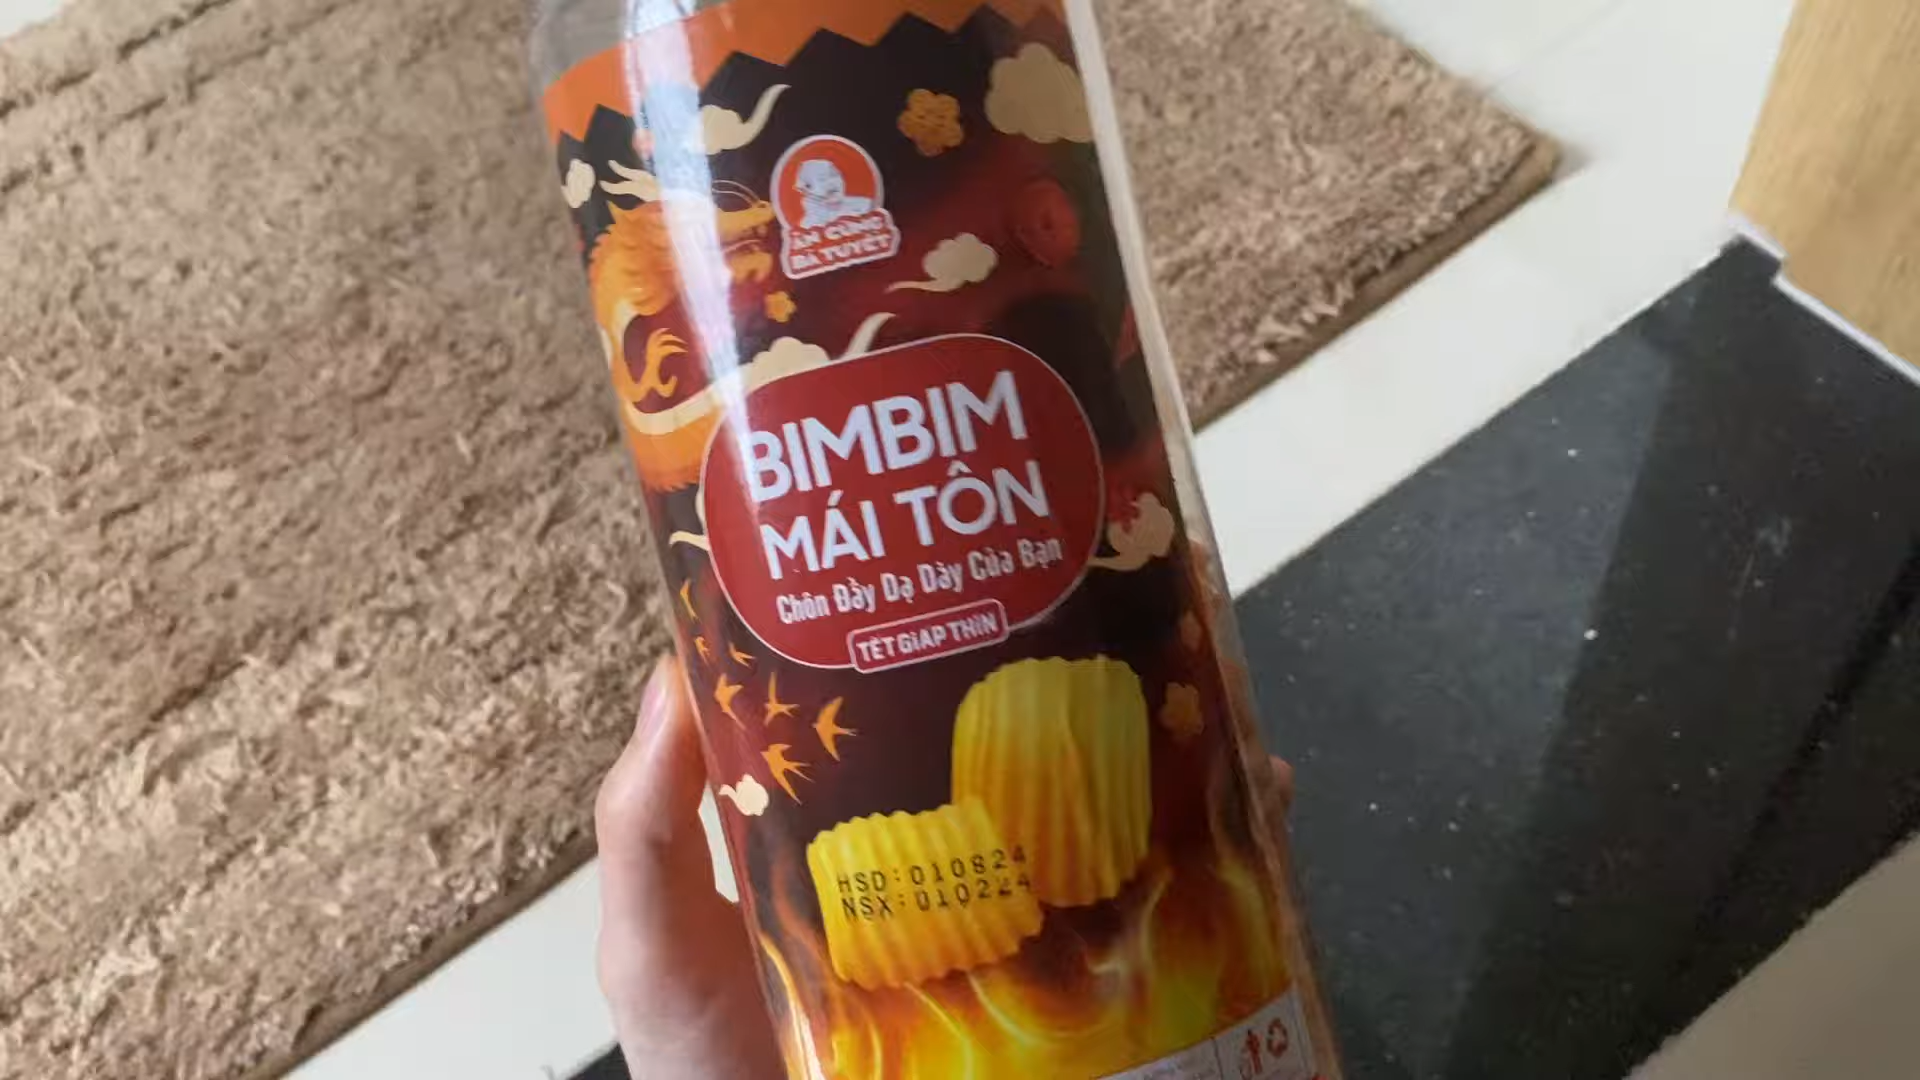 ĂN CÙNG
BÀ TUYẾT
BIMBIM
MÁI TÔN
Chôn Đầy Dạ Dày Của Bạn
TẾT GIÁP THÌN
HSD:010824
NSX:010224